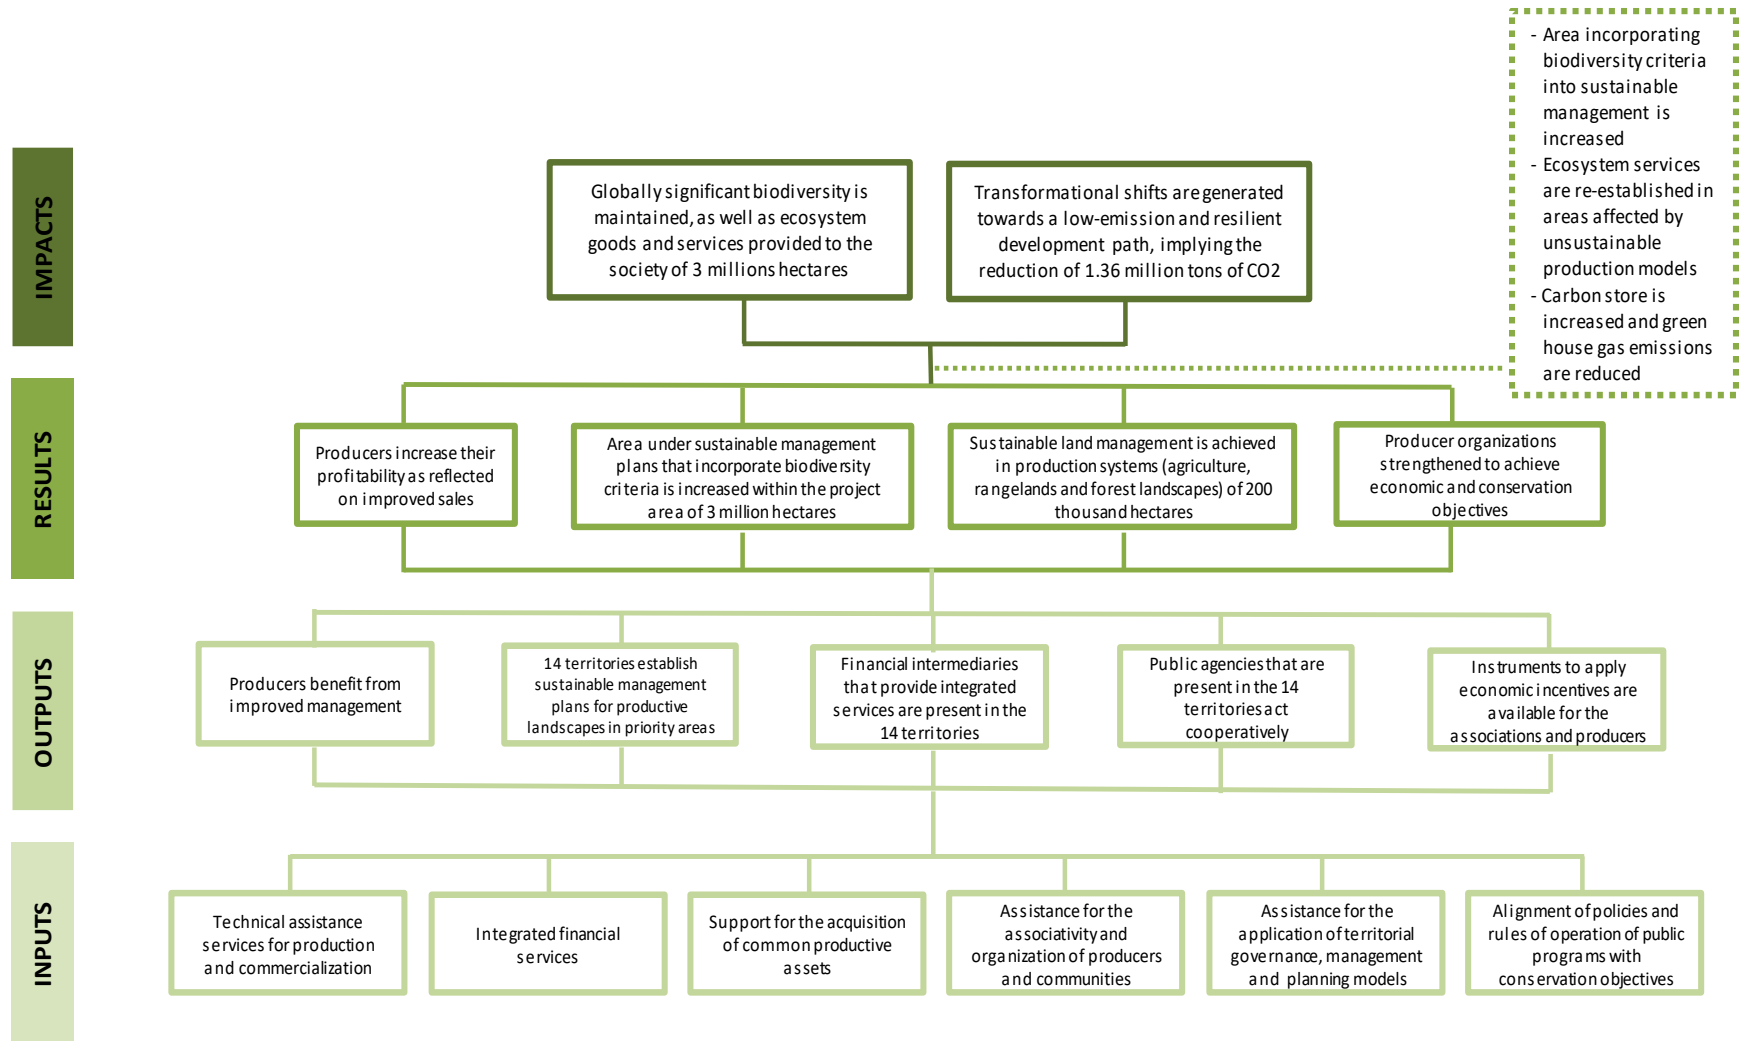 - Area incorporating
biodiversity criteria
into sustainable
management is
increased
- Ecosystem services
are re-established in
areas affected by
unsustainable
production models
- Carbon store is
increased and green
house gas emissions
are reduced
IMPACTS
Globally significant biodiversity is
maintained, as well as ecosystem
goods and services provided to the
society of 3 millions hectares
Transformational shifts are generated
towards a low-emission and resilient
development path, implying the
reduction of 1.36 million tons of CO2
RESULTS
Producers increase their
profitability as reflected
on improved sales
Area under sustainable management
plans that incorporate biodiversity
criteria is increased within the project
area of 3 million hectares
Sustainable land management is achieved
in production systems (agriculture,
rangelands and forest landscapes) of 200
thousand hectares
Producer organizations
strengthened to achieve
economic and conservation
objectives
OUTPUTS
Producers benefit from
improved management
14 territories establish
sustainable management
plans for productive
landscapes in priority areas
Financial intermediaries
that provide integrated
services are present in the
14 territories
Public agencies that are
present in the 14
territories act
cooperatively
Instruments to apply
economic incentives are
available for the
associations and producers
INPUTS
Technical assistance
services for production
and commercialization
Integrated financial
services
Support for the acquisition
of common productive
assets
Assistance for the
associativity and
organization of producers
and communities
Assistance for the
application of territorial
governance, management
and planning models
Alignment of policies and
rules of operation of public
programs with
conservation objectives